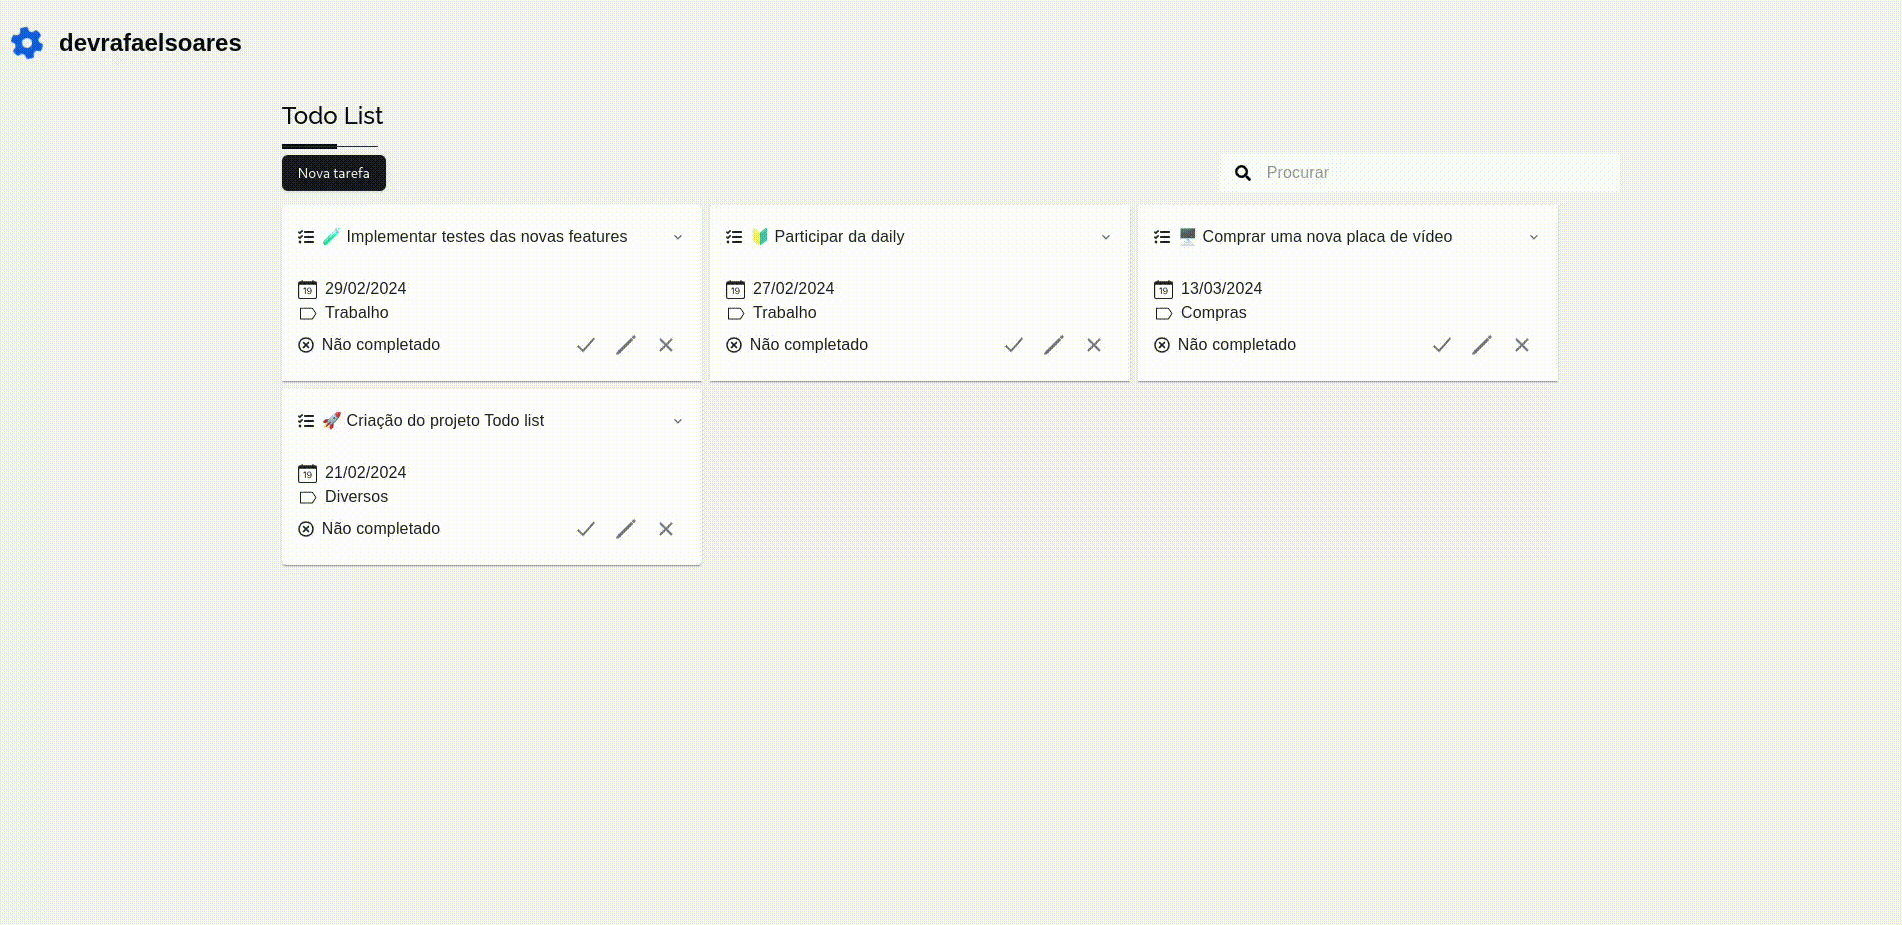 devrafaelsoares
Todo List
Nova tarefa
Procurar
🧪 Implementar testes das novas features
19 29/02/2024
Trabalho
Não completado
🔰 Participar da daily
19 27/02/2024
Trabalho
Não completado
🖥️ Comprar uma nova placa de vídeo
19 13/03/2024
Compras
Não completado
🚀 Criação do projeto Todo list
19 21/02/2024
Diversos
Não completado